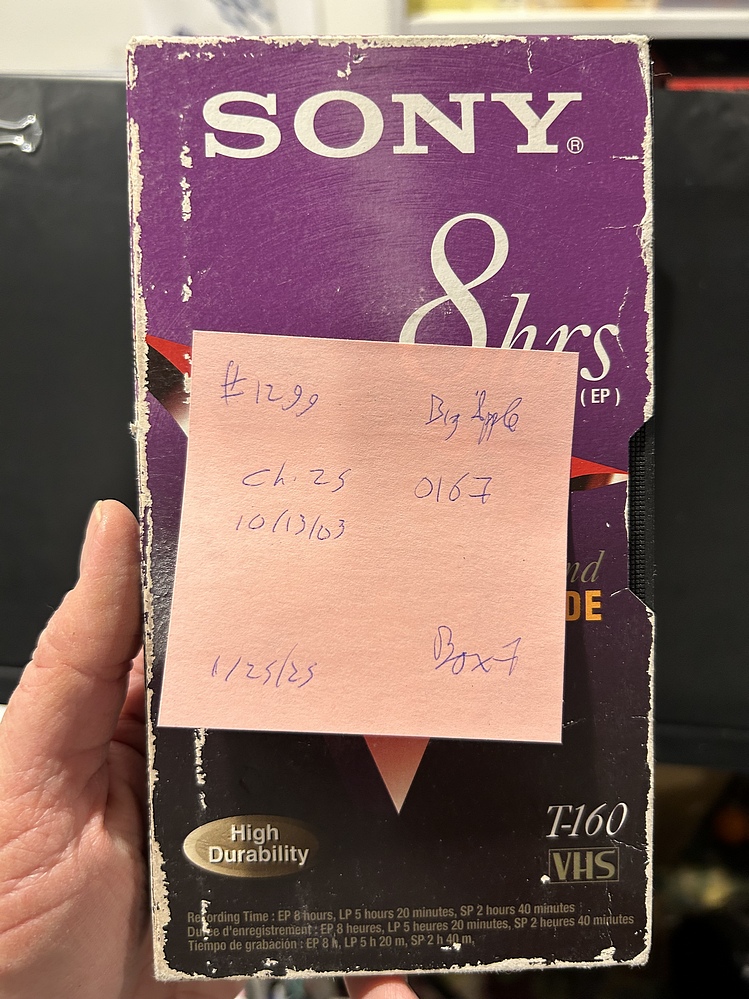 SONY®
8hrs
(EP)
#1299 Big Apple
Ch. 25 0167
10/13/03
nd
DE
1/25/25 Box 7
High
Durability
T-160
VHS
Recording Time : EP 8 hours, LP 5 hours 20 minutes, SP 2 hours 40 minutes
Durée d'enregistrement : EP 8 heures, LP 5 heures 20 minutes, SP 2 heures 40 minutes
Tiempo de grabación : EP 8 h, LP 5 h 20 m, SP 2 h 40 m,